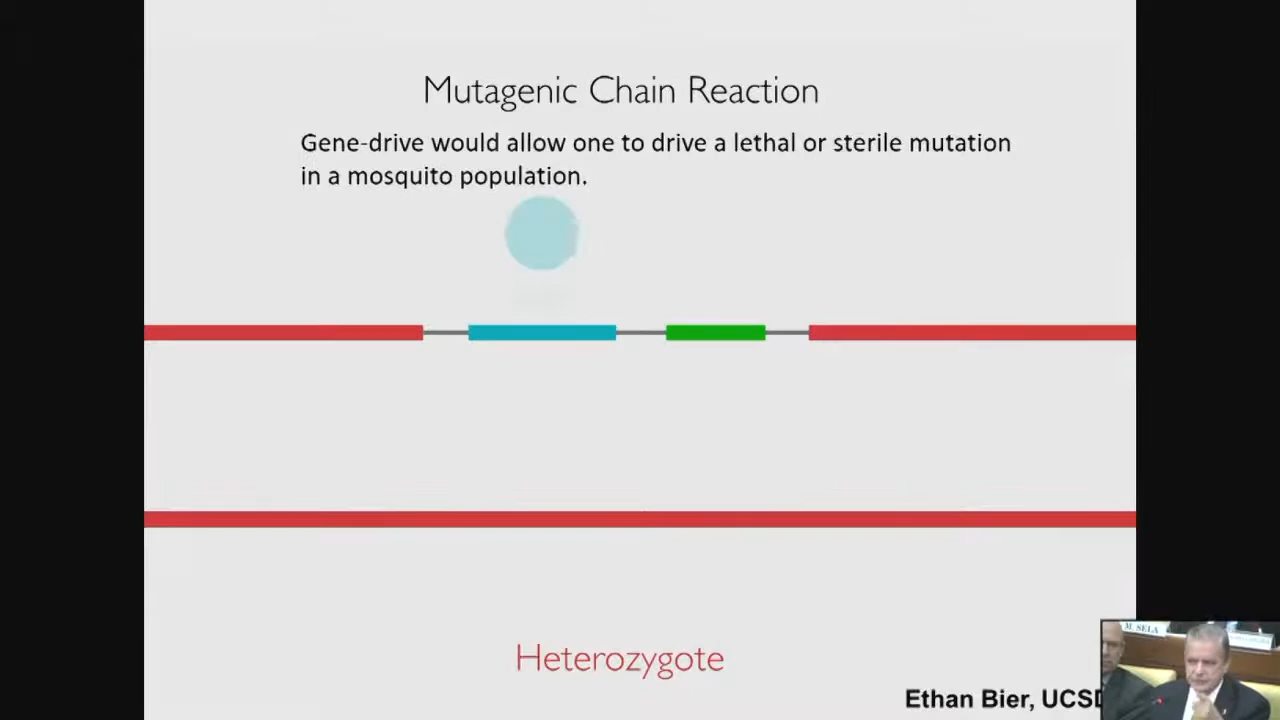 Mutagenic Chain Reaction
Gene-drive would allow one to drive a lethal or sterile mutation
in a mosquito population.
Heterozygote
Ethan Bier, UCSD
M. SELA